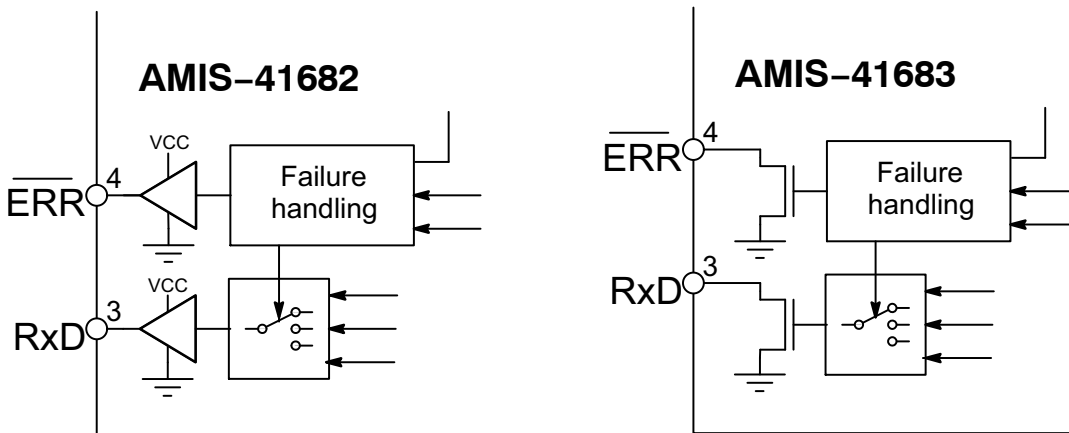 AMIS−41682
VCC
4
ERR
Failure
handling
VCC
3
RxD
AMIS−41683
4
ERR
Failure
handling
3
RxD